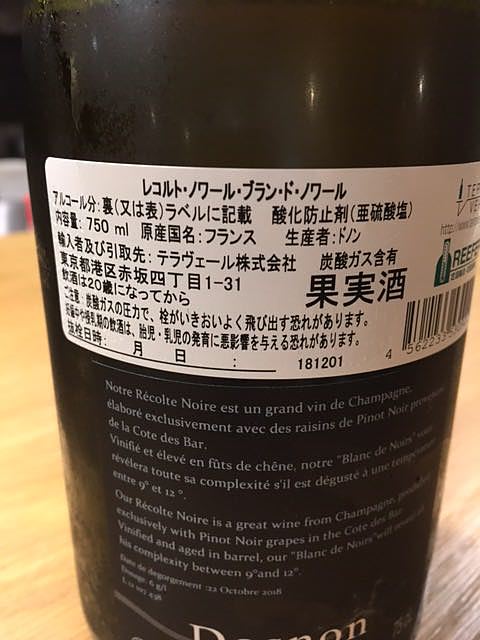 レコルト・ノワール・ブラン・ド・ノワール
アルコール分:裏(又は表)ラベルに記載 酸化防止剤(亜硫酸塩)
内容量:750 ml 原産国名:フランス 生産者:ドノン
輸入者及び引取先:テラヴェール株式会社 炭酸ガス含有
東京都港区赤坂四丁目1-31
飲酒は20歳になってから 果実酒
ご注意:炭酸ガスの圧力で、栓がいきおいよく飛び出す恐れがあります。
妊娠中や授乳期の飲酒は、胎児・乳児の発育に悪影響を与える恐れがあります。
抜栓日時: 月 日 :
181201
REEFE
Notre Récolte Noire est un grand vin de Champagne,
élaboré exclusivement avec des raisins de Pinot Noir
de la Cote des Bar.
Vinifié et élevé en fûts de chêne, notre "Blanc de Noirs" vous
révélera toute sa complexité s'il est dégusté à une température
entre 9° et 12 °.
Our Récolte Noire is a great wine from Champagne, produced
exclusively with Pinot Noir grapes in the Cote des Bar
Vinified and aged in barrel, our "Blanc de Noirs" will reveal all
his complexity between 9°and 12°.
Date de degorgement :22 Octobre 2018
Dosage: 6 g/l